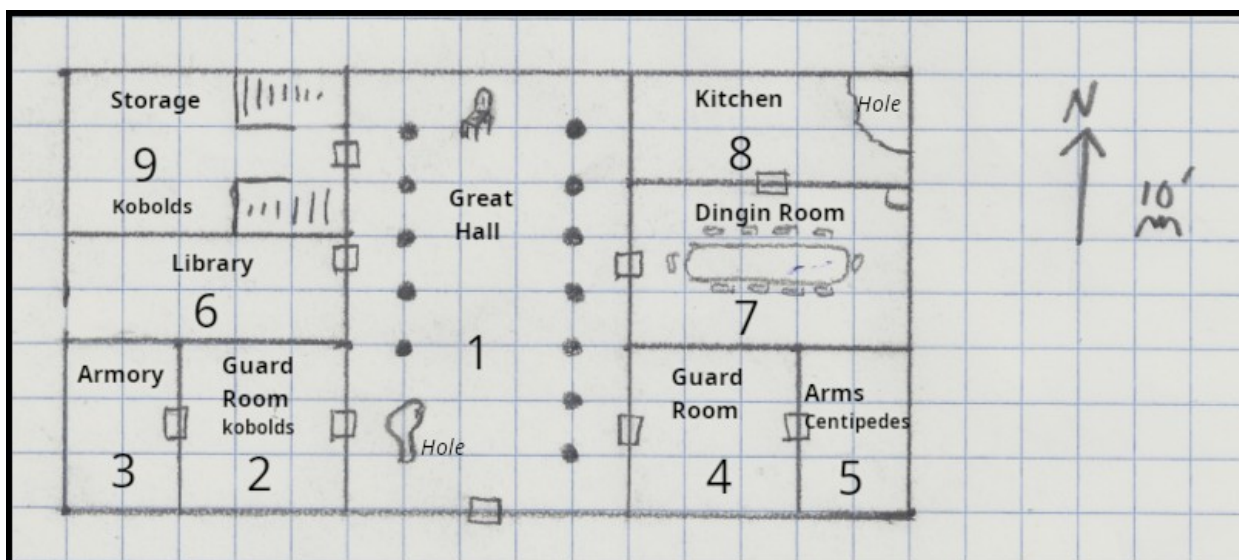 Storage
9
Kobolds
Library
6
Armory
3
Guard
Room
kobolds
2
Great
Hall
1
Hole
Kitchen
Hole
8
Dingin Room
7
Guard
Room
4
Arms
Centipedes
5
N
10'